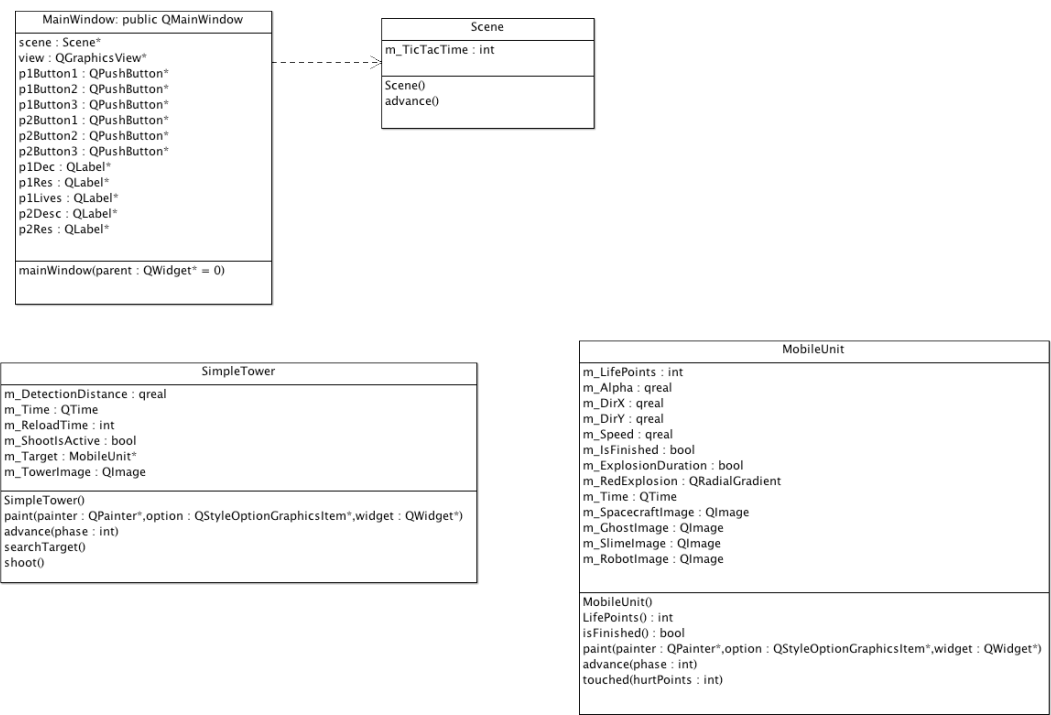 MainWindow: public QMainWindow
scene : Scene*
view : QGraphicsView*
p1Button1 : QPushButton*
p1Button2 : QPushButton*
p1Button3 : QPushButton*
p2Button1 : QPushButton*
p2Button2 : QPushButton*
p2Button3 : QPushButton*
p1Dec : QLabel*
p1Res : QLabel*
p1Lives : QLabel*
p2Desc : QLabel*
p2Res : QLabel*
mainWindow(parent : QWidget* = 0)
Scene
m_TicTacTime : int
Scene()
advance()
SimpleTower
m_DetectionDistance : qreal
m_Time : QTime
m_ReloadTime : int
m_ShootIsActive : bool
m_Target : MobileUnit*
m_TowerImage : QImage
SimpleTower()
paint(painter : QPainter*,option : QStyleOptionGraphicsItem*,widget : QWidget*)
advance(phase : int)
searchTarget()
shoot()
MobileUnit
m_LifePoints : int
m_Alpha : qreal
m_DirX : qreal
m_DirY : qreal
m_Speed : qreal
m_IsFinished : bool
m_ExplosionDuration : bool
m_RedExplosion : QRadialGradient
m_Time : QTime
m_SpacecraftImage : QImage
m_GhostImage : QImage
m_SlimeImage : QImage
m_RobotImage : QImage
MobileUnit()
LifePoints() : int
isFinished() : bool
paint(painter : QPainter*,option : QStyleOptionGraphicsItem*,widget : QWidget*)
advance(phase : int)
touched(hurtPoints : int)